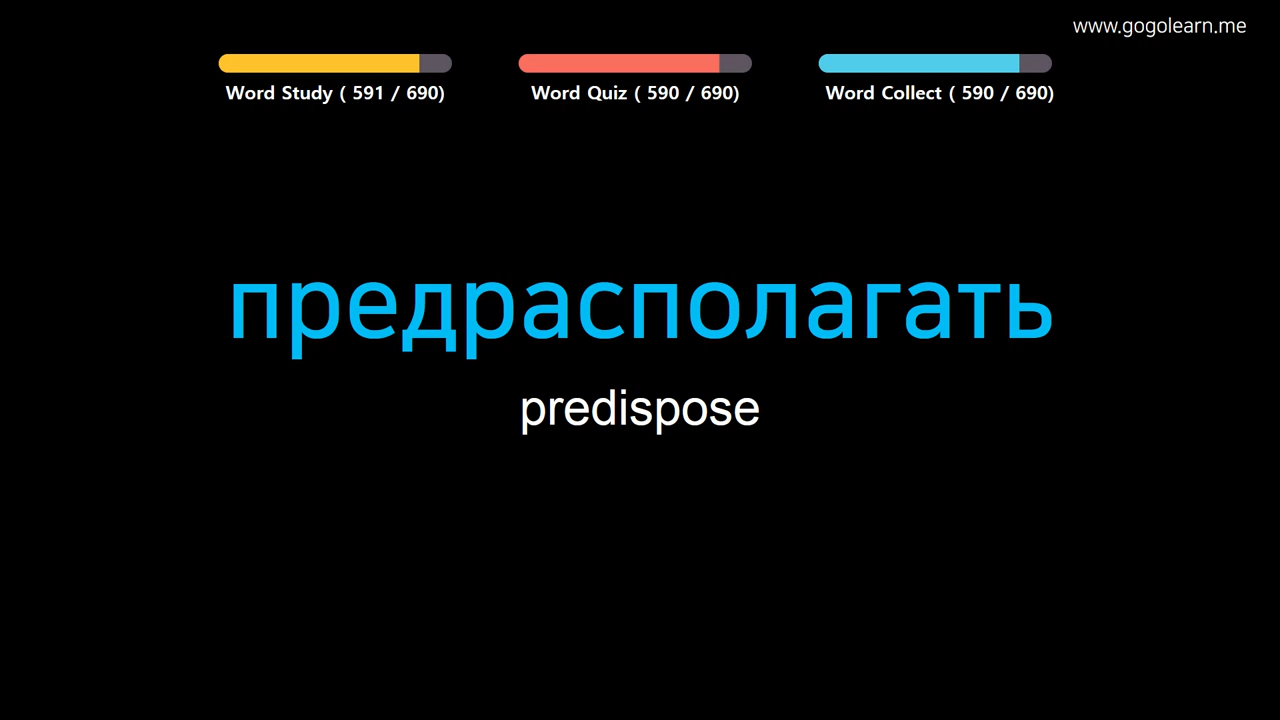 www.gogolearn.me
Word Study ( 591 / 690)
Word Quiz ( 590 / 690)
Word Collect ( 590 / 690)
предрасполагать
predispose